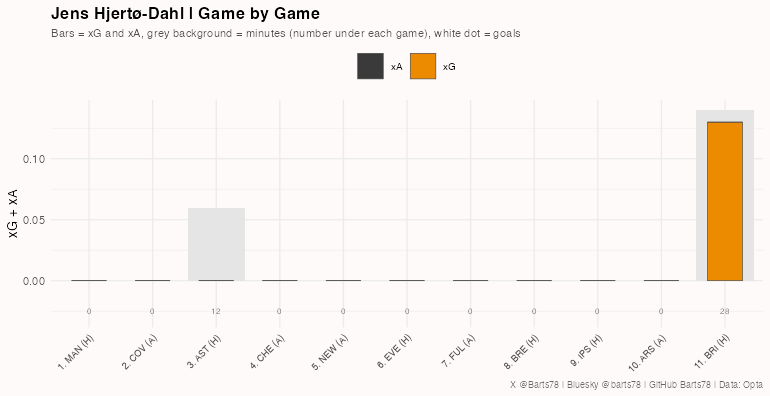 Jens Hjertø-Dahl | Game by Game
Bars = xG and xA, grey background = minutes (number under each game), white dot = goals
xA xG
xG + xA
0.10
0.05
0.00
0 0 12 0 0 0 0 0 0 0 28
1. MAN (H) 2. COV (A) 3. AST (H) 4. CHE (A) 5. NEW (A) 6. EVE (H) 7. FUL (A) 8. BRE (H) 9. IPS (H) 10. ARS (A) 11. BRI (H)
X @Barts78 | Bluesky @barts78 | GitHub Barts78 | Data: Opta